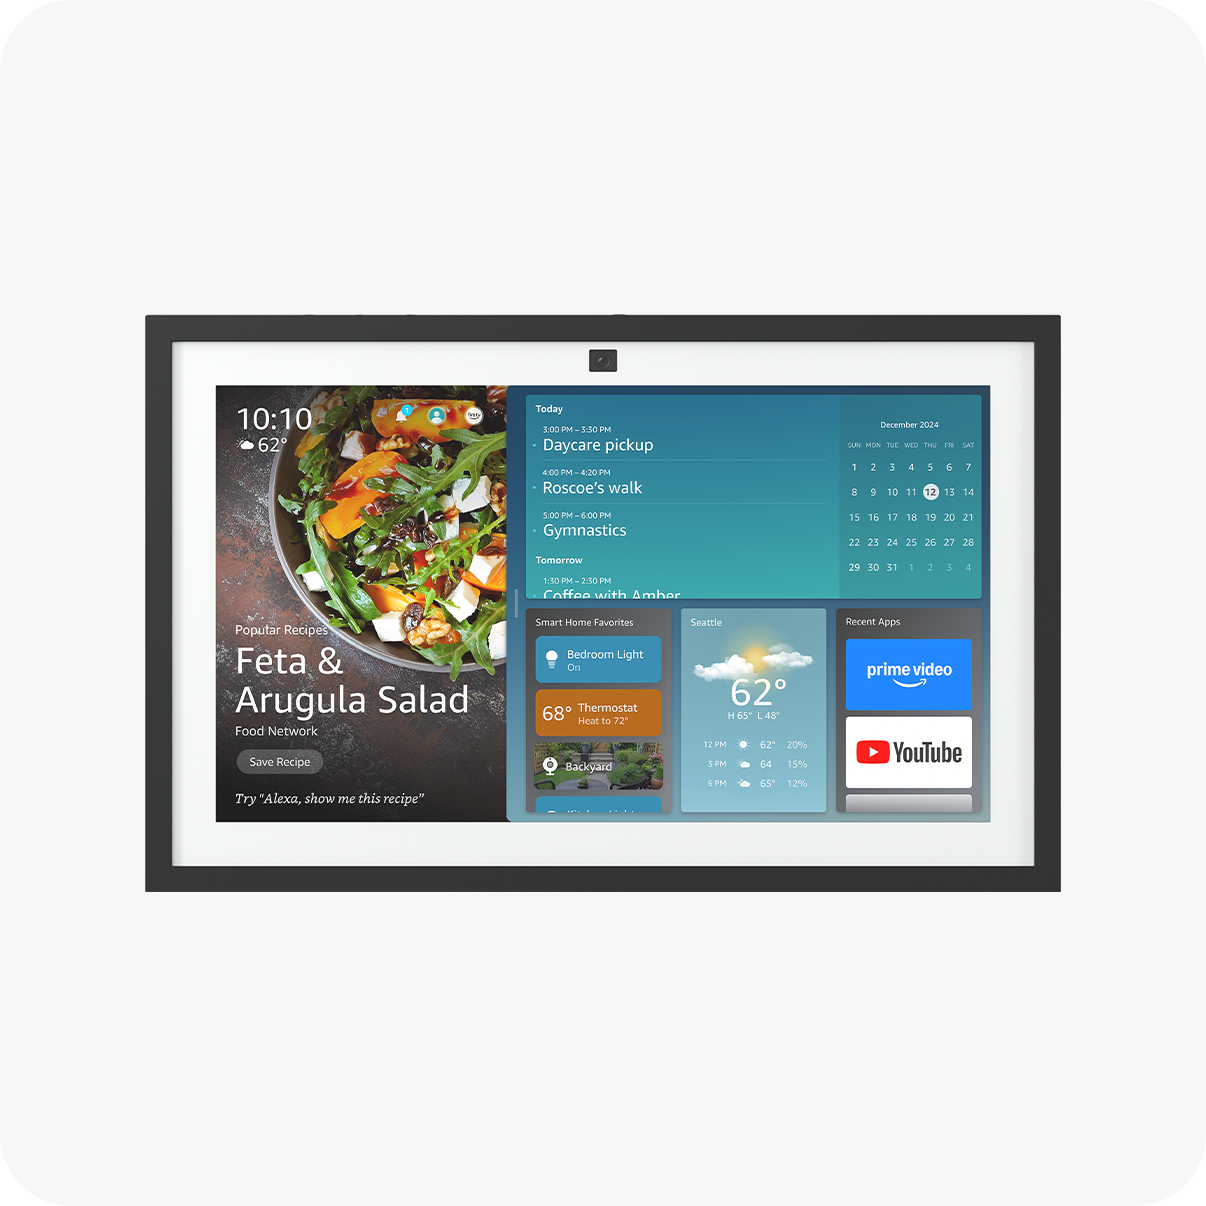 10:10
62°
1
firetv
Popular Recipes
Feta &
Arugula Salad
Food Network
Save Recipe
Try "Alexa, show me this recipe"
Today
3:00 PM – 3:30 PM
Daycare pickup
4:00 PM – 4:20 PM
Roscoe's walk
5:00 PM – 6:00 PM
Gymnastics
Tomorrow
1:30 PM – 2:30 PM
Coffee with Amber
December 2024
SUN MON TUE WED THU FRI SAT
1 2 3 4 5 6 7
8 9 10 11 12 13 14
15 16 17 18 19 20 21
22 23 24 25 26 27 28
29 30 31 1 2 3 4
Smart Home Favorites
Bedroom Light
On
68° Thermostat
Heat to 72°
Backyard
Kitchen Light
Seattle
62°
H 65° L 48°
12 PM 62° 20%
3 PM 64 15%
6 PM 65° 12%
Recent Apps
prime video
YouTube